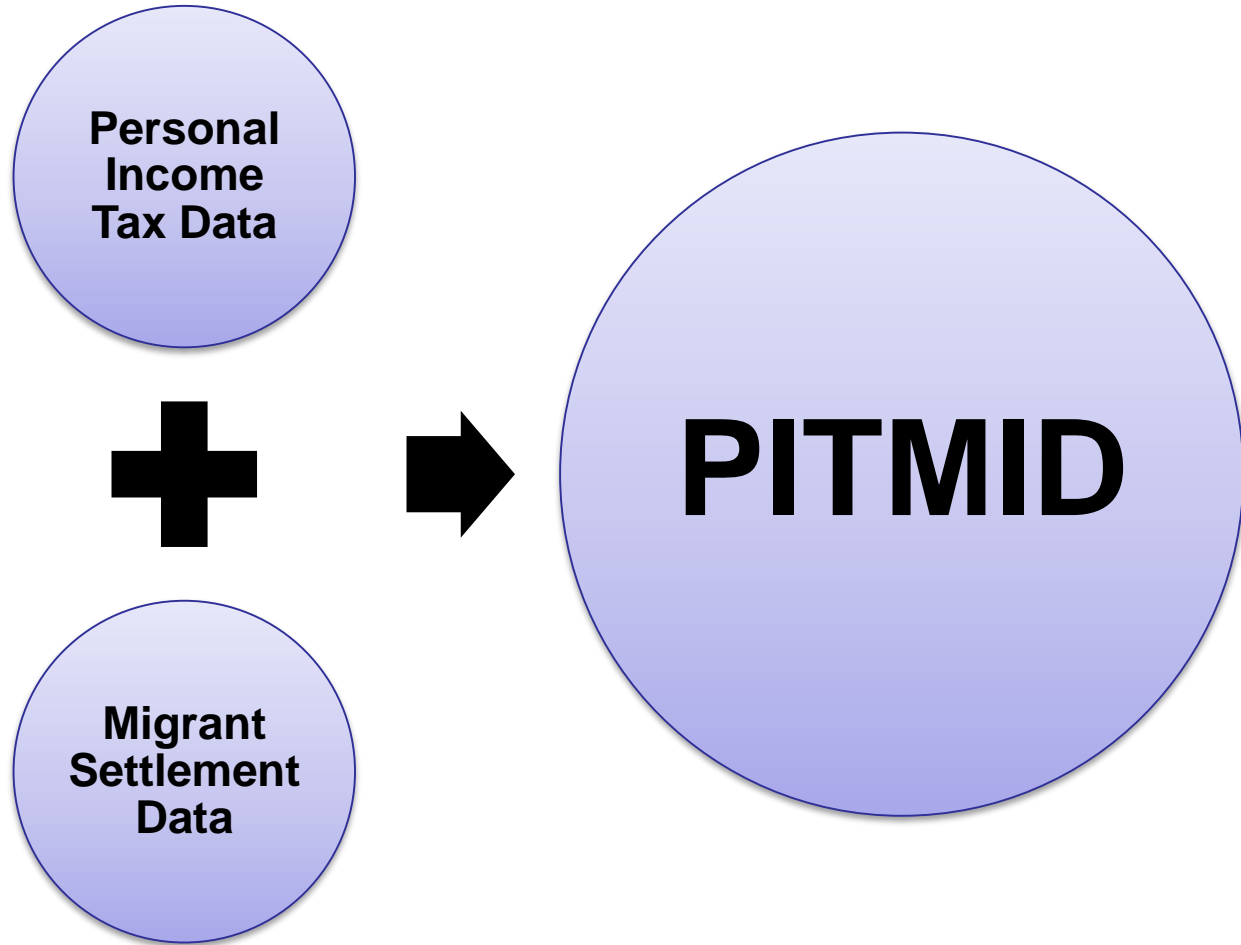 Personal
Income
Tax Data
Migrant
Settlement
Data
PITMID